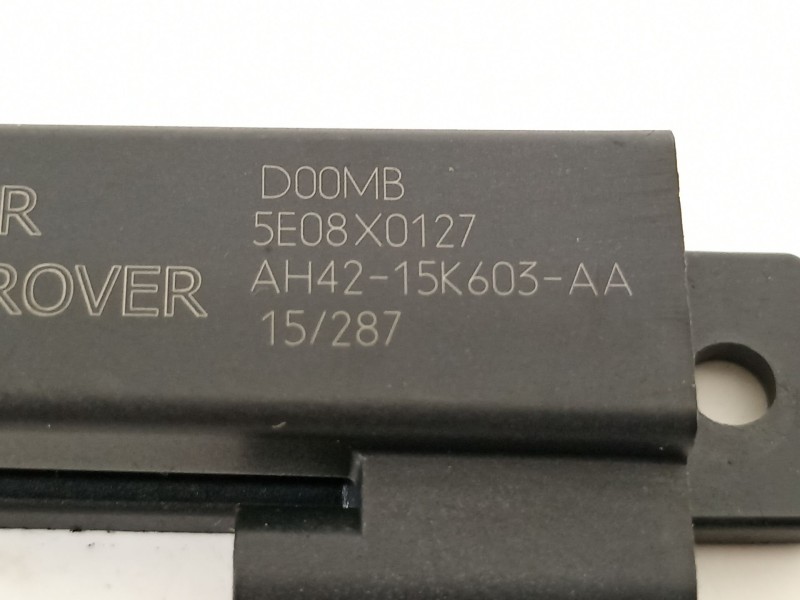 D00MB
5E08X0127
R
AH42-15K603-AA
ROVER
15/287